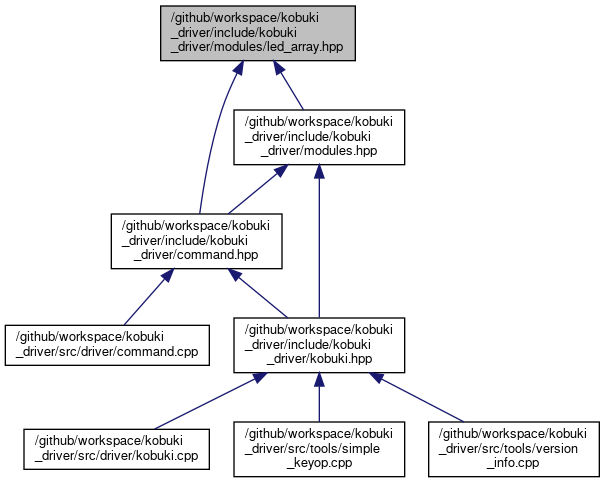 /github/workspace/kobuki
_driver/include/kobuki
_driver/modules/led_array.hpp
/github/workspace/kobuki
_driver/include/kobuki
_driver/modules.hpp
/github/workspace/kobuki
_driver/include/kobuki
_driver/command.hpp
/github/workspace/kobuki
_driver/src/driver/command.cpp
/github/workspace/kobuki
_driver/include/kobuki
_driver/kobuki.hpp
/github/workspace/kobuki
_driver/src/driver/kobuki.cpp
/github/workspace/kobuki
_driver/src/tools/simple
_keyop.cpp
/github/workspace/kobuki
_driver/src/tools/version
_info.cpp